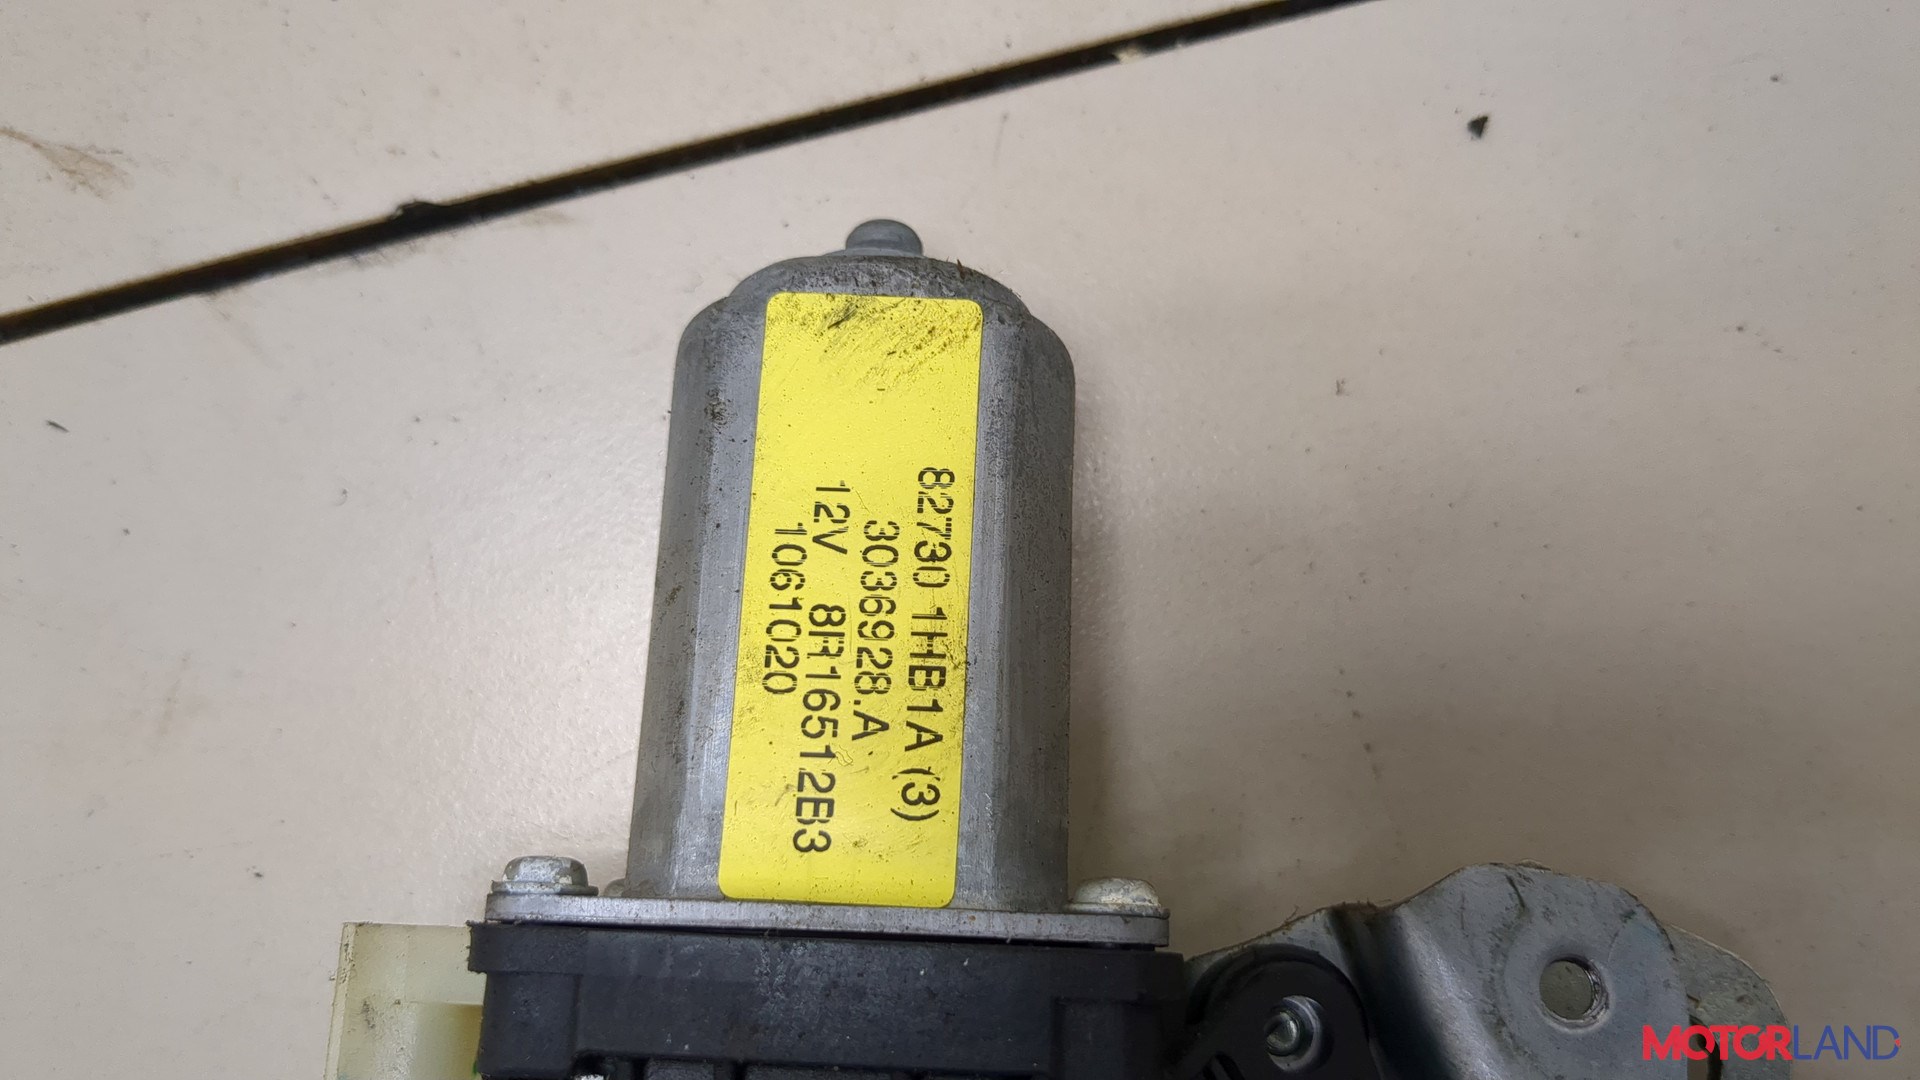 82730 1HB1A (3)
3036928.A
12V 8R16512B3
1061020
MOTORLAND